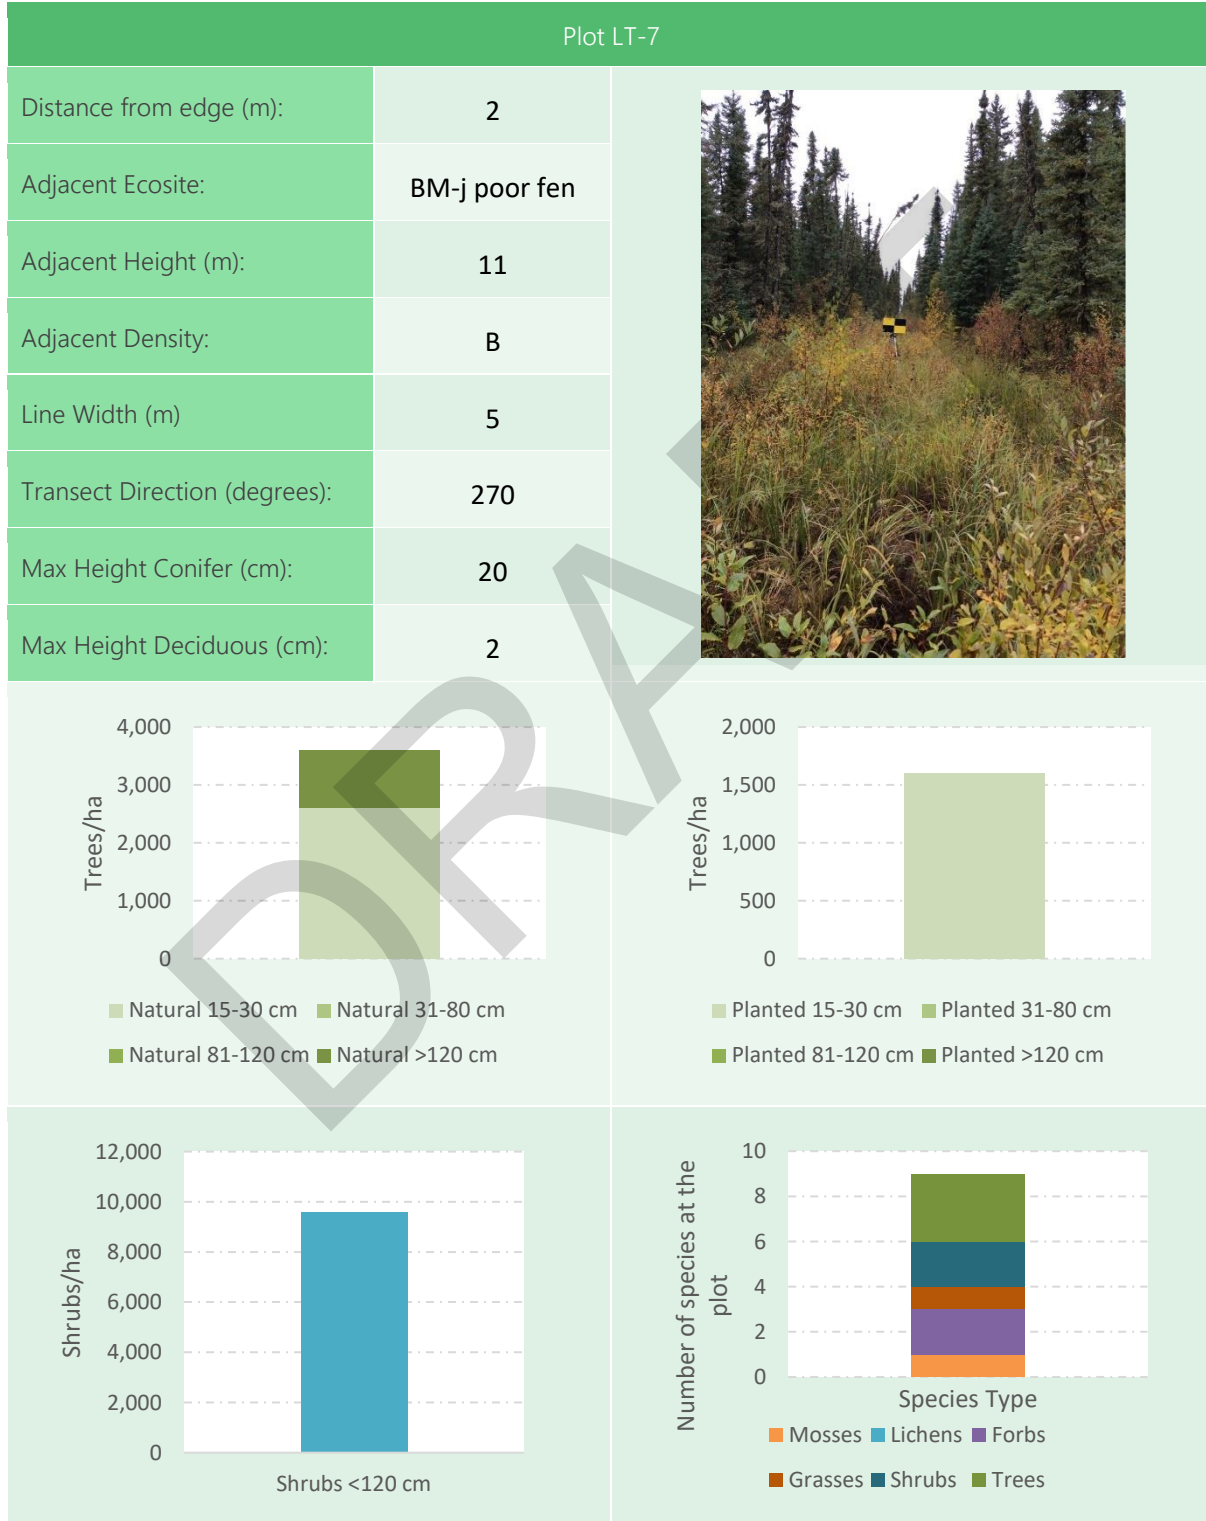 Plot LT-7
Distance from edge (m): 2
Adjacent Ecosite: BM-j poor fen
Adjacent Height (m): 11
Adjacent Density: B
Line Width (m) 5
Transect Direction (degrees): 270
Max Height Conifer (cm): 20
Max Height Deciduous (cm): 2
DRAFT
Trees/ha
4,000
3,000
2,000
1,000
0
Natural 15-30 cm Natural 31-80 cm
Natural 81-120 cm Natural >120 cm
Trees/ha
2,000
1,500
1,000
500
0
Planted 15-30 cm Planted 31-80 cm
Planted 81-120 cm Planted >120 cm
Shrubs/ha
12,000
10,000
8,000
6,000
4,000
2,000
0
Shrubs <120 cm
Number of species at the
plot
10
8
6
4
2
0
Species Type
Mosses Lichens Forbs
Grasses Shrubs Trees